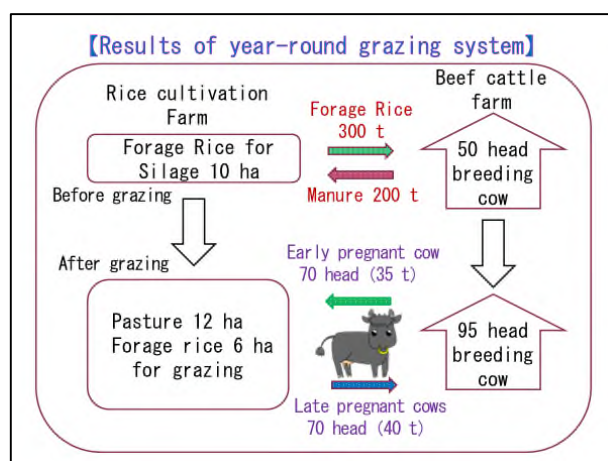 【Results of year-round grazing system】
Rice cultivation
Farm
Forage Rice for
Silage 10 ha
Forage Rice
300 t
Manure 200 t
Beef cattle
farm
50 head
breeding
cow
Before grazing
After grazing
Pasture 12 ha
Forage rice 6 ha
for grazing
Early pregnant cow
70 head (35 t)
Late pregnant cows
70 head (40 t)
95 head
breeding
cow